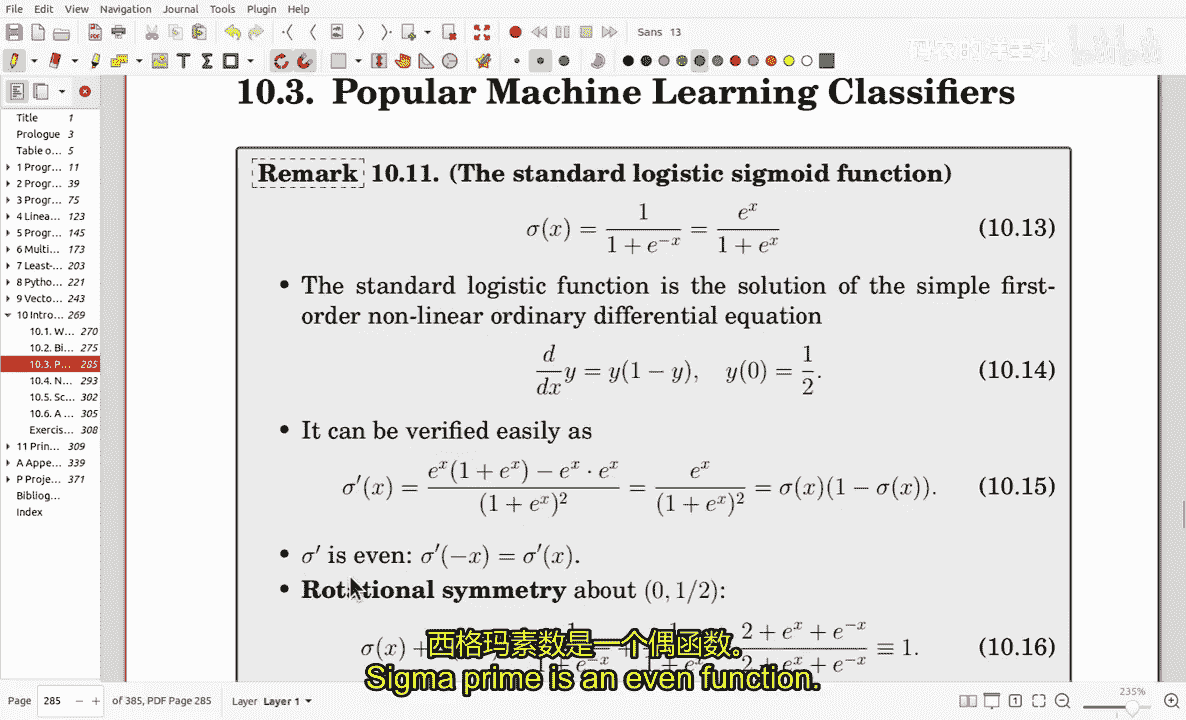 File Edit View Navigation Journal Tools Plugin Help
Sans 13
Title 1
Prologue 3
Table o... 5
1 Progr... 11
2 Progr... 39
3 Progr... 75
4 Linea... 123
5 Progr... 145
6 Multi... 173
7 Least-... 203
8 Pytho... 221
9 Vecto... 243
10 Intro... 269
10.1. W... 270
10.2. Bi... 275
10.3. P... 285
10.4. N... 293
10.5. Sc... 302
10.6. A ... 305
Exercis... 308
11 Prin... 309
A Appe... 339
P Proje... 371
Bibliog...
Index
10.3. Popular Machine Learning Classifiers
Remark 10.11. (The standard logistic sigmoid function)
σ(x) = 1/(1 + e^{-x}) = e^x/(1 + e^x) (10.13)
• The standard logistic function is the solution of the simple first-
order non-linear ordinary differential equation
d/dx y = y(1 − y), y(0) = 1/2. (10.14)
• It can be verified easily as
σ′(x) = (e^x(1 + e^x) − e^x · e^x)/(1 + e^x)^2 = e^x/(1 + e^x)^2 = σ(x)(1 − σ(x)). (10.15)
• σ′ is even: σ′(−x) = σ′(x).
• Rotational symmetry about (0, 1/2):
σ(x) + (2 + e^x + e^{-x})/(2 + e^x + e^{-x}) ≡ 1. (10.16)
西格玛素数是一个偶函数。
Sigma prime is an even function.
Page 285 of 385, PDF Page 285 Layer Layer 1 235%